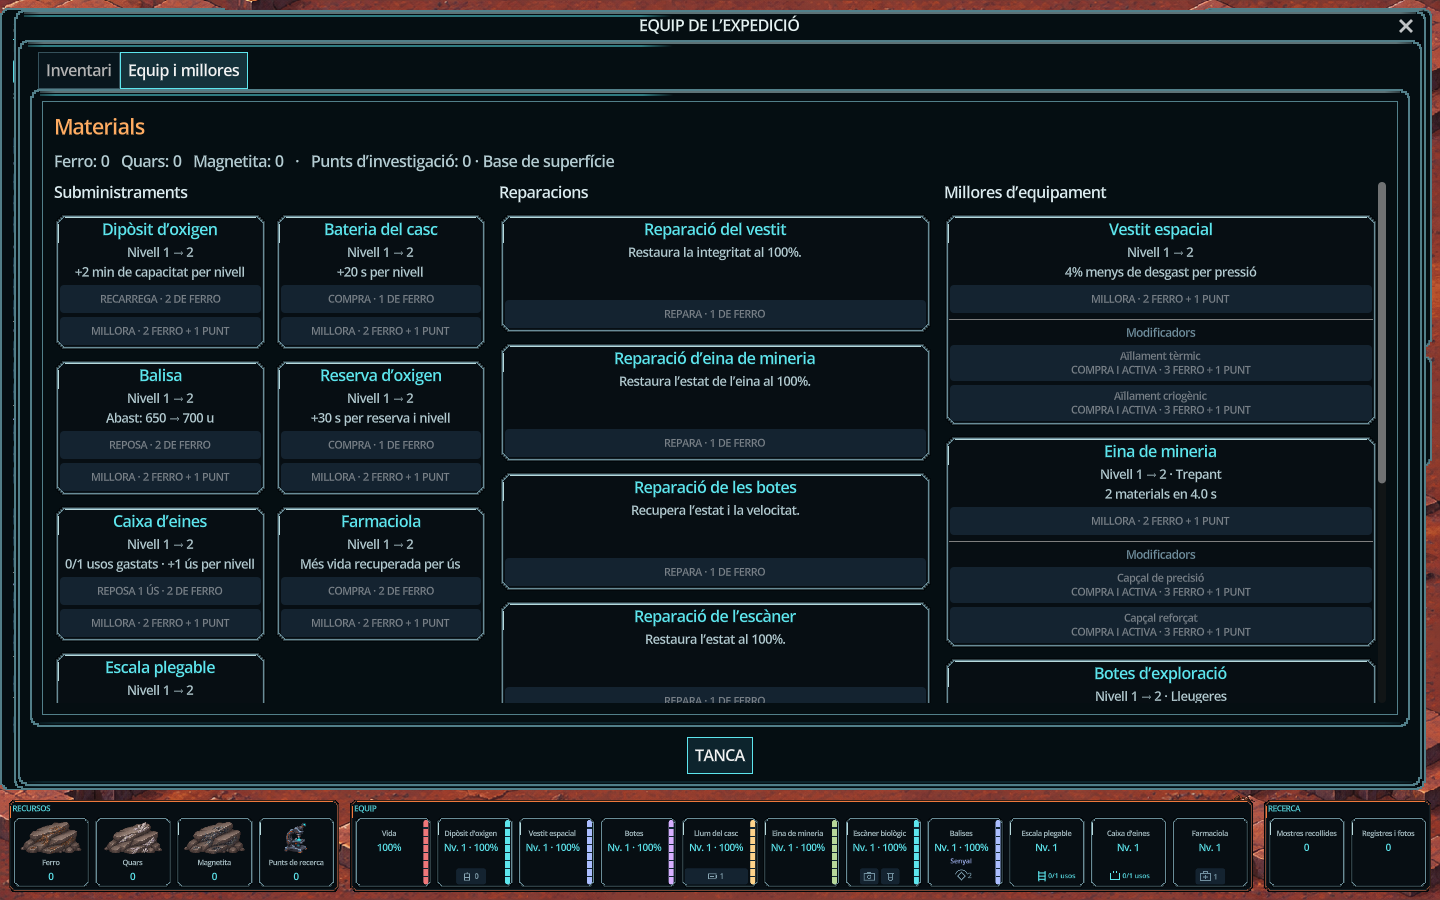 EQUIP DE L'EXPEDICIÓ
Inventari
Equip i millores
Materials
Ferro: 0 Quars: 0 Magnetita: 0 · Punts d'investigació: 0 · Base de superfície
Subministraments
Dipòsit d'oxigen
Nivell 1 → 2
+2 min de capacitat per nivell
RECARREGA · 2 DE FERRO
MILLORA · 2 FERRO + 1 PUNT
Bateria del casc
Nivell 1 → 2
+20 s per nivell
COMPRA · 1 DE FERRO
MILLORA · 2 FERRO + 1 PUNT
Balisa
Nivell 1 → 2
Abast: 650 → 700 u
REPOSA · 2 DE FERRO
MILLORA · 2 FERRO + 1 PUNT
Reserva d'oxigen
Nivell 1 → 2
+30 s per reserva i nivell
COMPRA · 1 DE FERRO
MILLORA · 2 FERRO + 1 PUNT
Caixa d'eines
Nivell 1 → 2
0/1 usos gastats · +1 ús per nivell
REPOSA 1 ÚS · 2 DE FERRO
MILLORA · 2 FERRO + 1 PUNT
Farmaciola
Nivell 1 → 2
Més vida recuperada per ús
COMPRA · 2 DE FERRO
MILLORA · 2 FERRO + 1 PUNT
Escala plegable
Nivell 1 → 2
Reparacions
Reparació del vestit
Restaura la integritat al 100%.
REPARA · 1 DE FERRO
Reparació d'eina de mineria
Restaura l'estat de l'eina al 100%.
REPARA · 1 DE FERRO
Reparació de les botes
Recupera l'estat i la velocitat.
REPARA · 1 DE FERRO
Reparació de l'escàner
Restaura l'estat al 100%.
REPARA · 1 DE FERRO
Millores d'equipament
Vestit espacial
Nivell 1 → 2
4% menys de desgast per pressió
MILLORA · 2 FERRO + 1 PUNT
Modificadors
Aïllament tèrmic
COMPRA I ACTIVA · 3 FERRO + 1 PUNT
Aïllament criogènic
COMPRA I ACTIVA · 3 FERRO + 1 PUNT
Eina de mineria
Nivell 1 → 2 · Trepant
2 materials en 4.0 s
MILLORA · 2 FERRO + 1 PUNT
Modificadors
Capçal de precisió
COMPRA I ACTIVA · 3 FERRO + 1 PUNT
Capçal reforçat
COMPRA I ACTIVA · 3 FERRO + 1 PUNT
Botes d'exploració
Nivell 1 → 2 · Lleugeres
TANCA
RECURSOS
Ferro
0
Quars
0
Magnetita
0
Punts de recerca
0
EQUIP
Vida
100%
Dipòsit d'oxigen
Nv. 1 · 100%
0
Vestit espacial
Nv. 1 · 100%
Botes
Nv. 1 · 100%
Llum del casc
Nv. 1 · 100%
1
Eina de mineria
Nv. 1 · 100%
Escàner biològic
Nv. 1 · 100%
Balises
Nv. 1 · 100%
Senyal
2
Escala plegable
Nv. 1
0/1 usos
Caixa d'eines
Nv. 1
0/1 usos
Farmaciola
Nv. 1
1
RECERCA
Mostres recollides
0
Registres i fotos
0